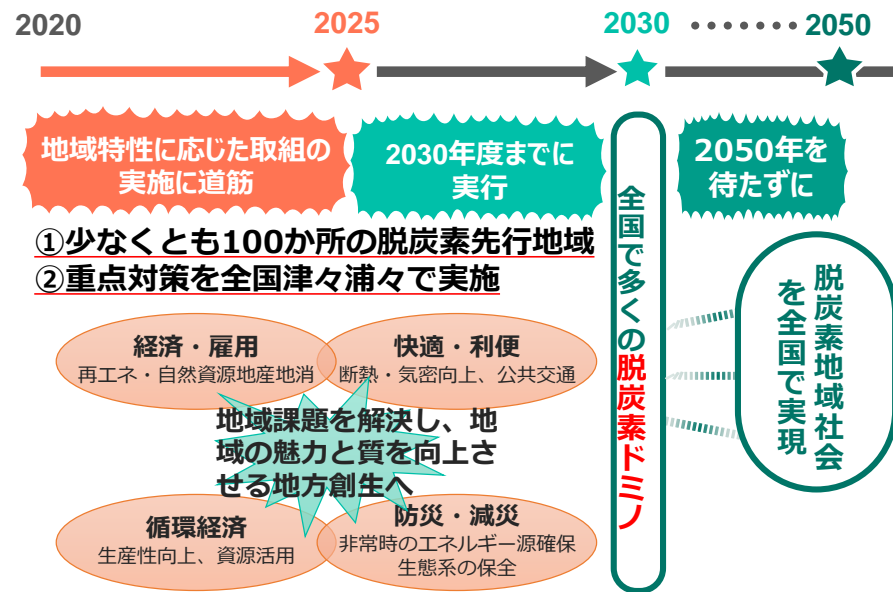 2020
2025
2030
2050
地域特性に応じた取組の
実施に道筋
2030年度までに
実行
2050年を
待たずに
①少なくとも100か所の脱炭素先行地域
②重点対策を全国津々浦々で実施
経済・雇用
再エネ・自然資源地産地消
快適・利便
断熱・気密向上、公共交通
地域課題を解決し、地
域の魅力と質を向上さ
せる地方創生へ
循環経済
生産性向上、資源活用
防災・減災
非常時のエネルギー源確保
生態系の保全
全国で多くの脱炭素ドミノ
脱炭素地域社会
を全国で実現